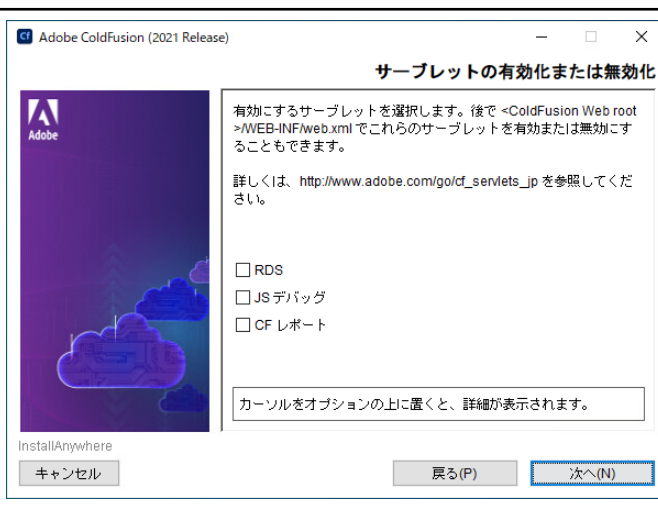 Adobe ColdFusion (2021 Release)
サーブレットの有効化または無効化
Adobe
有効にするサーブレットを選択します。後で <ColdFusion Web root
>/WEB-INF/web.xml でこれらのサーブレットを有効または無効にす
ることもできます。
詳しくは、http://www.adobe.com/go/cf_servlets_jp を参照してくだ
さい。
RDS
JS デバッグ
CF レポート
カーソルをオプションの上に置くと、詳細が表示されます。
InstallAnywhere
キャンセル
戻る(P)
次へ(N)